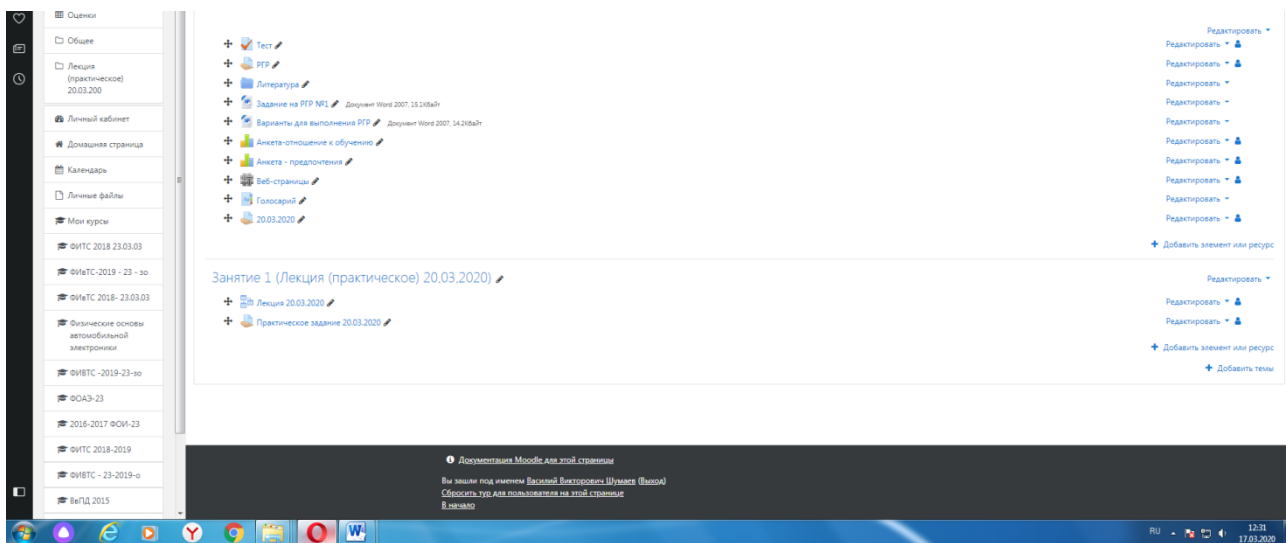 Оценки
Общее
Лекция
(практическое)
20.03.200
Личный кабинет
Домашняя страница
Календарь
Личные файлы
Мои курсы
ФИТС 2018 23.03.03
ФИвТС-2019 - 23 - зо
ФИвТС 2018- 23.03.03
Физические основы
автомобильной
электроники
ФИВТС -2019-23-зо
ФОАЭ-23
2016-2017 ФОИ-23
ФИТС 2018-2019
ФИВТС - 23-2019-о
ВвПД 2015
Редактировать
Тест Редактировать
РГР Редактировать
Литература Редактировать
Задание на РГР №1 Документ Word 2007, 15.1Кбайт Редактировать
Варианты для выполнения РГР Документ Word 2007, 14.2Кбайт Редактировать
Анкета-отношение к обучению Редактировать
Анкета - предпочтения Редактировать
Веб-страницы Редактировать
Голосарий Редактировать
20.03.2020 Редактировать
Добавить элемент или ресурс
Занятие 1 (Лекция (практическое) 20.03.2020) Редактировать
Лекция 20.03.2020 Редактировать
Практическое задание 20.03.2020 Редактировать
Добавить элемент или ресурс
Добавить темы
Документация Moodle для этой страницы
Вы зашли под именем Василий Викторович Шумаев (Выход)
Сбросить тур для пользователя на этой странице
В начало
RU 12:31
17.03.2020